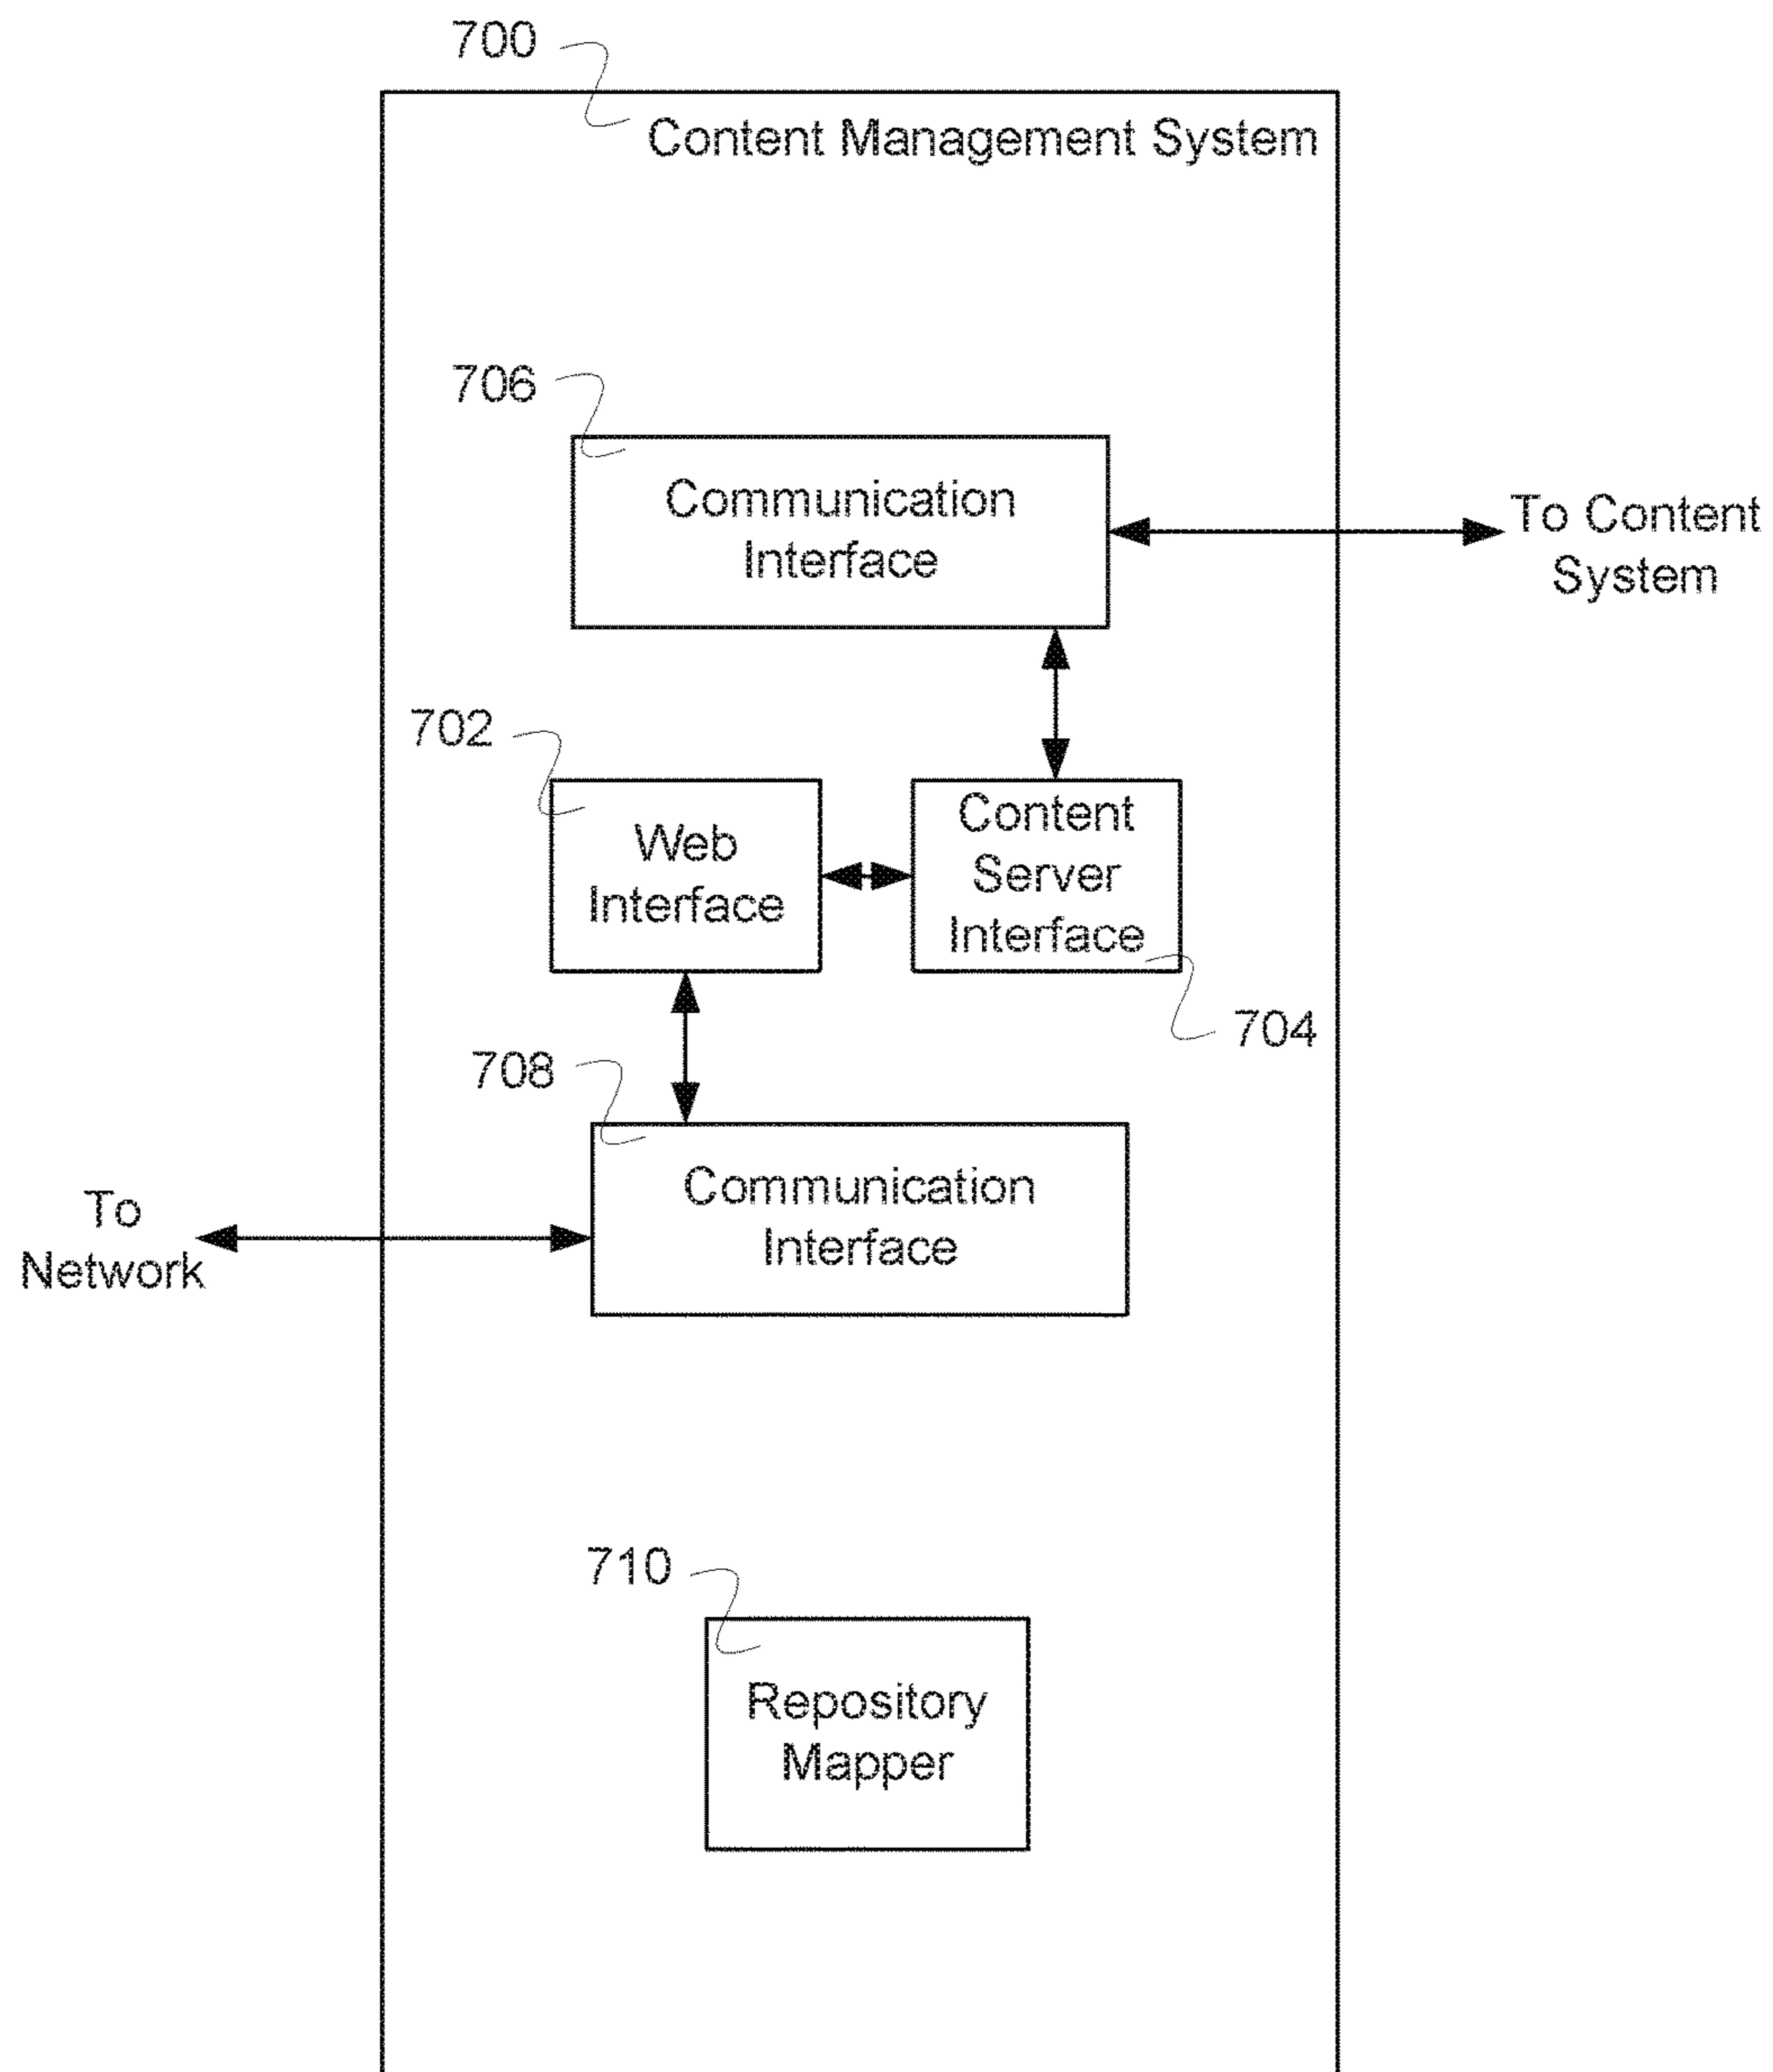 700
Content Management System
706
Communication
Interface
To Content
System
702
Web
Interface
Content
Server
Interface
704
708
Communication
Interface
To
Network
710
Repository
Mapper